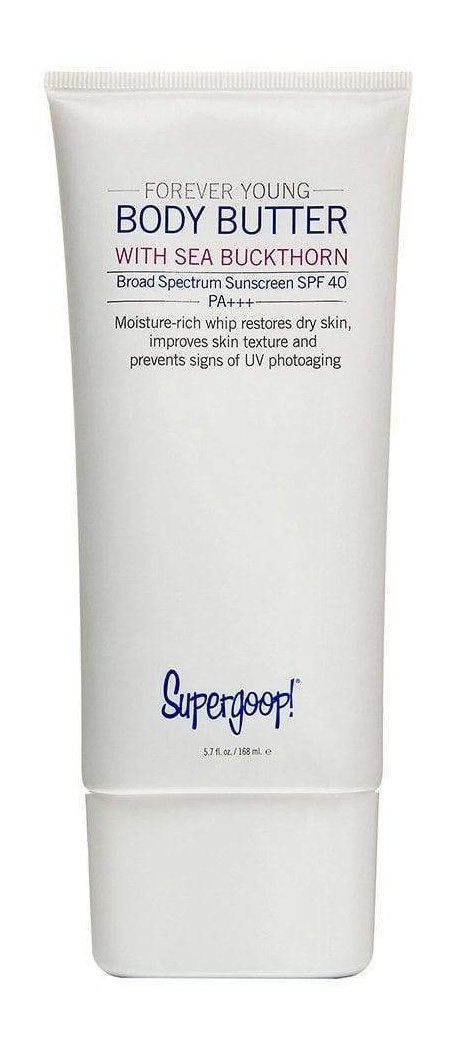 FOREVER YOUNG
BODY BUTTER
WITH SEA BUCKTHORN
Broad Spectrum Sunscreen SPF 40
PA+++
Moisture-rich whip restores dry skin,
improves skin texture and
prevents signs of UV photoaging
Supergoop!®
5.7 fl. oz. / 168 ml. ℮